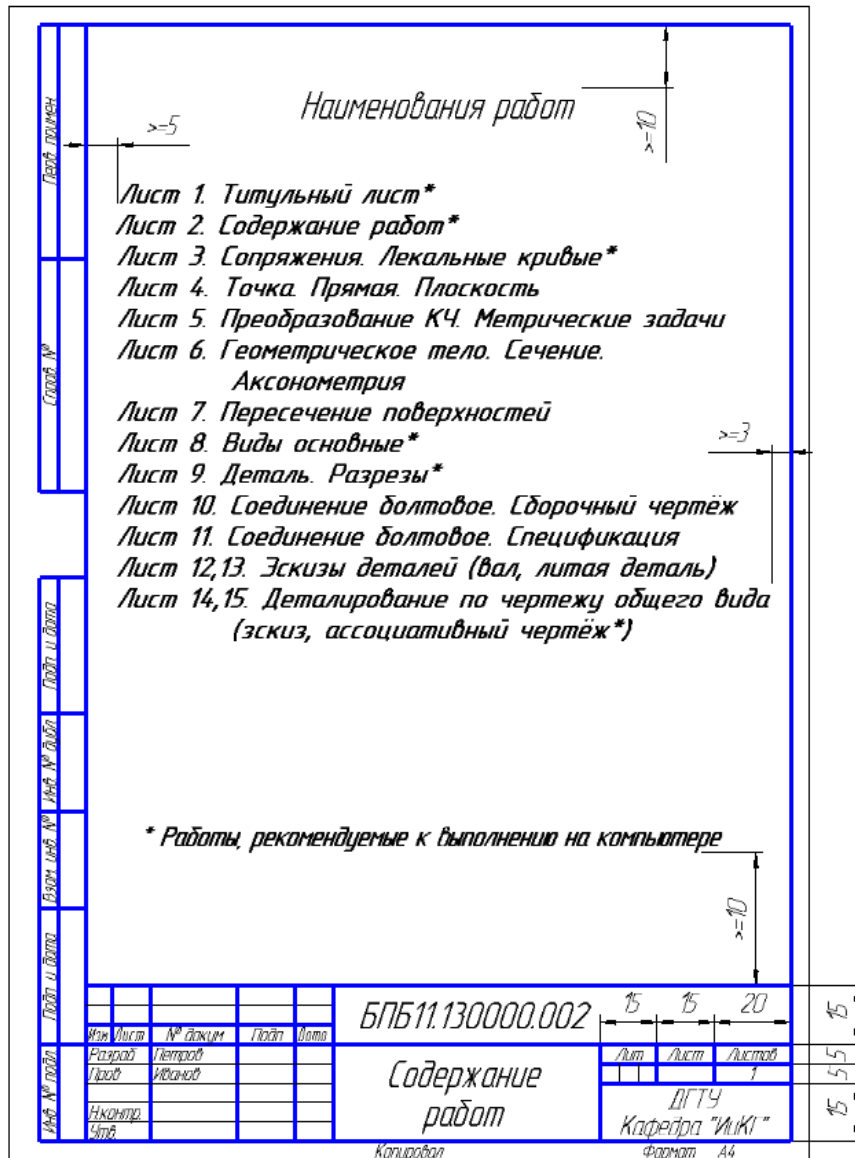 Наименования работ
>=10
>=5
Лист 1. Титульный лист*
Лист 2. Содержание работ*
Лист 3. Сопряжения. Лекальные кривые*
Лист 4. Точка. Прямая. Плоскость
Лист 5. Преобразование КЧ. Метрические задачи
Лист 6. Геометрическое тело. Сечение.
Аксонометрия
Лист 7. Пересечение поверхностей
Лист 8. Виды основные*
>=3
Лист 9. Деталь. Разрезы*
Лист 10. Соединение болтовое. Сборочный чертёж
Лист 11. Соединение болтовое. Спецификация
Лист 12,13. Эскизы деталей (вал, литая деталь)
Лист 14,15. Деталирование по чертежу общего вида
(эскиз, ассоциативный чертёж*)
* Работы, рекомендуемые к выполнению на компьютере
>=10
Перв. примен.
Справ. №
Подп. и дата
Инв. № дубл.
Взам. инв. №
Подп. и дата
Инв. № подл.
БПБ11.130000.002
15 15 20
15
Изм Лист № докум Подп Дата
Разраб Петров
Пров Иванов
Н.контр.
Утв.
Содержание
работ
Лит Лист Листов
1
5
5
ДГТУ
Кафедра "ИиКГ"
15
Копировал
Формат А4